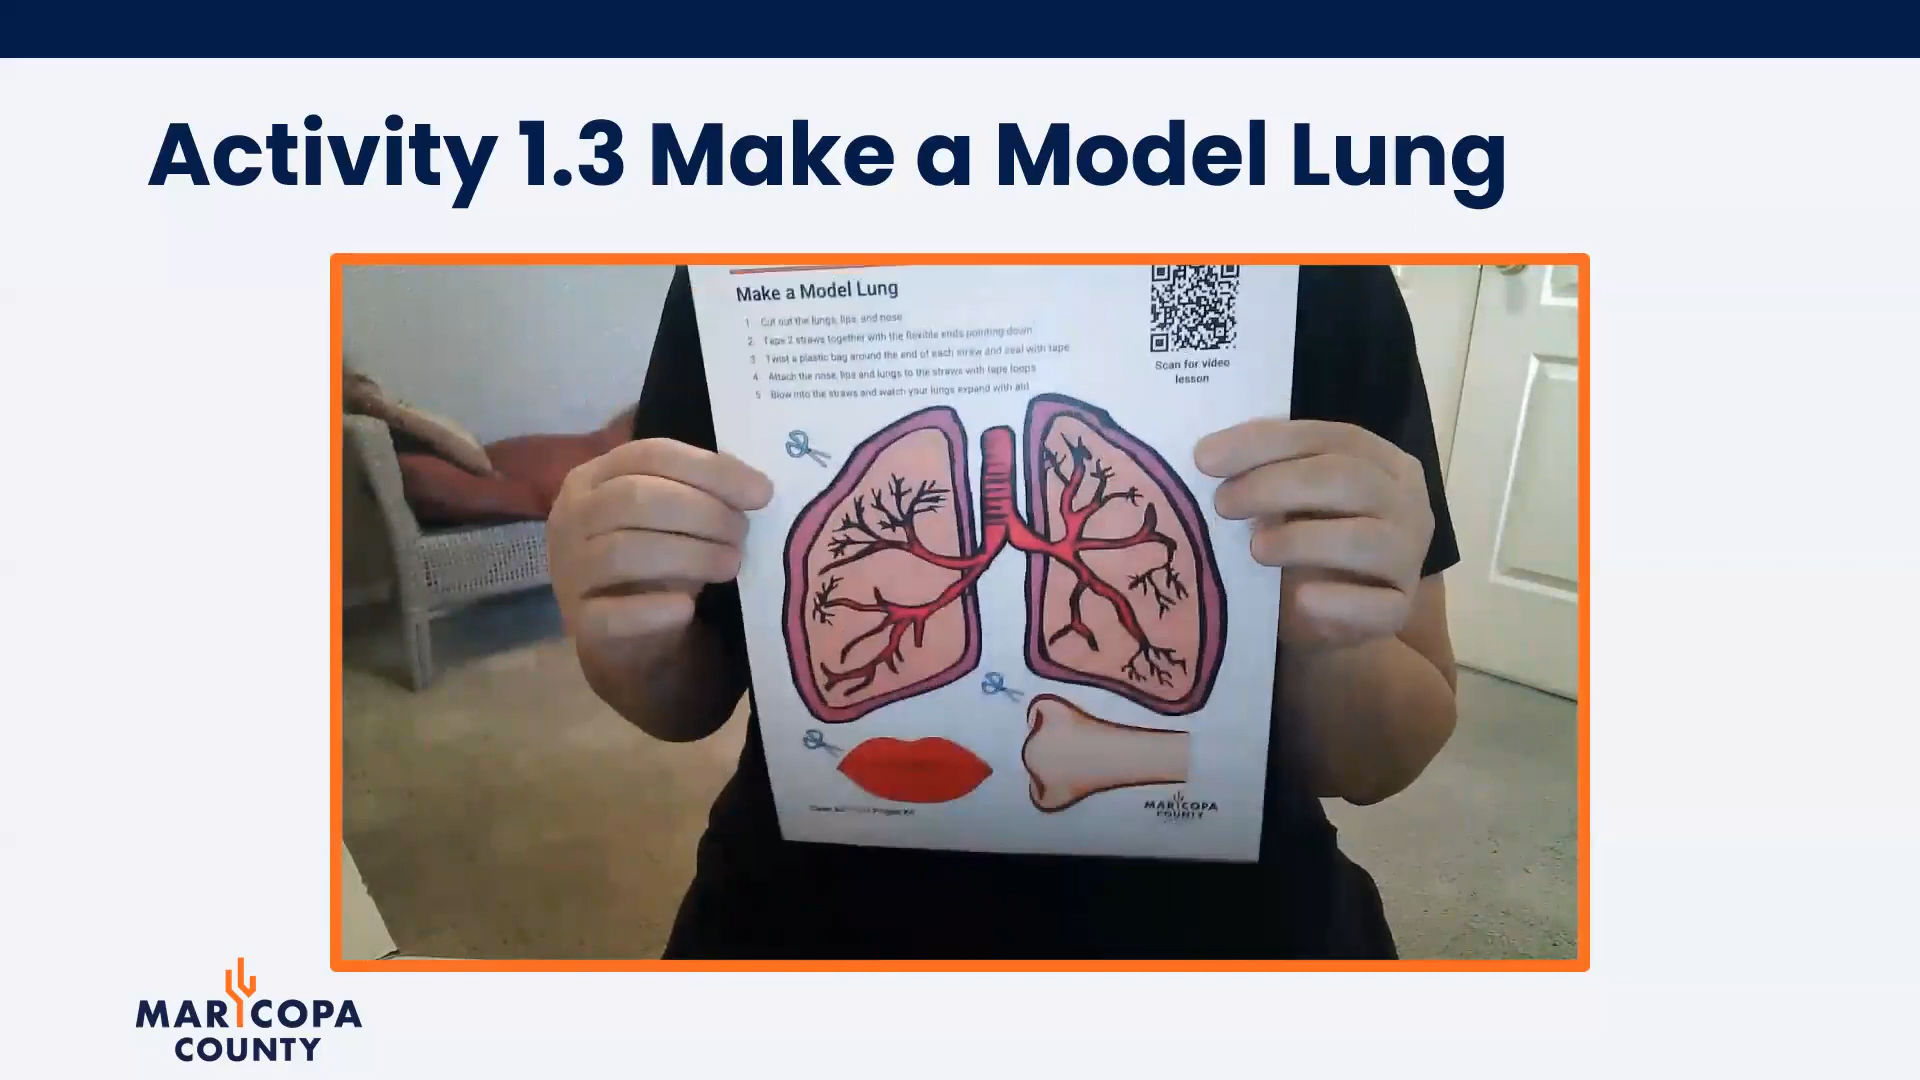 Activity 1.3 Make a Model Lung
Make a Model Lung
1. Cut out the lungs, lips, and nose
2. Tape 2 straws together with the flexible ends pointing down
3. Twist a plastic bag around the end of each straw and seal with tape
4. Attach the nose, lips and lungs to the straws with tape loops
5. Blow into the straws and watch your lungs expand with air!
Scan for video
lesson
MARICOPA
COUNTY
MARICOPA
COUNTY